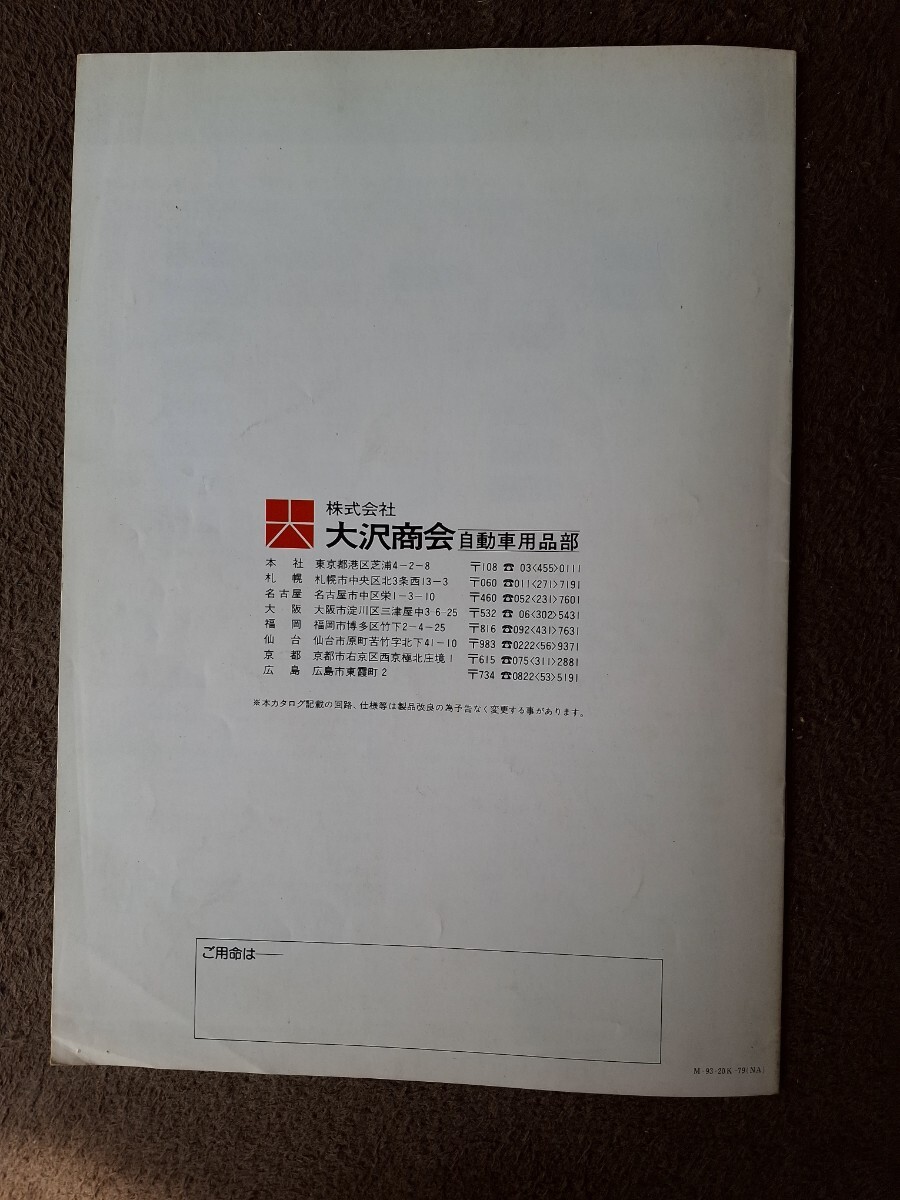 株式会社
大沢商会 自動車用品部
本社 東京都港区芝浦4-2-8 〒108 ☎ 03<455>0111
札幌 札幌市中央区北3条西13-3 〒060 ☎011<271>7191
名古屋 名古屋市中区栄1-3-10 〒460 ☎052<231>7601
大阪 大阪市淀川区三津屋中3-6-25 〒532 ☎ 06<302>5431
福岡 福岡市博多区竹下2-4-25 〒816 ☎092<431>7631
仙台 仙台市原町苦竹字北下41-10 〒983 ☎0222<56>9371
京都 京都市右京区西京極北庄境1 〒615 ☎075<311>2881
広島 広島市東霞町2 〒734 ☎0822<53>5191
※本カタログ記載の回路、仕様等は製品改良の為予告なく変更する事があります。
ご用命は──
M-93-20K-79(NA)